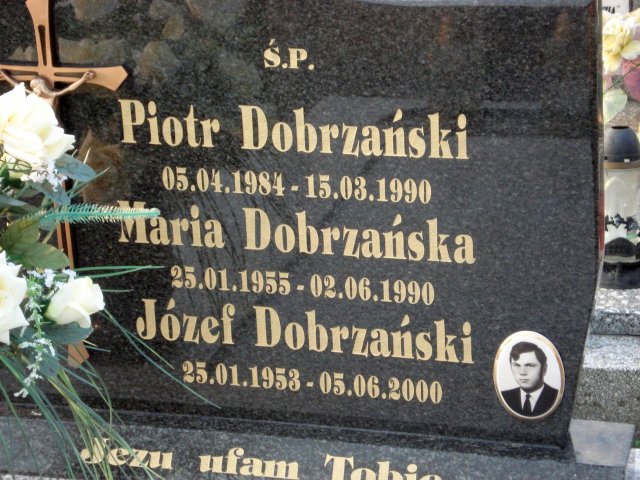 Ś.P.
Piotr Dobrzański
05.04.1984 - 15.03.1990
Maria Dobrzańska
25.01.1955 - 02.06.1990
Józef Dobrzański
25.01.1953 - 05.06.2000
Jezu ufam Tobie